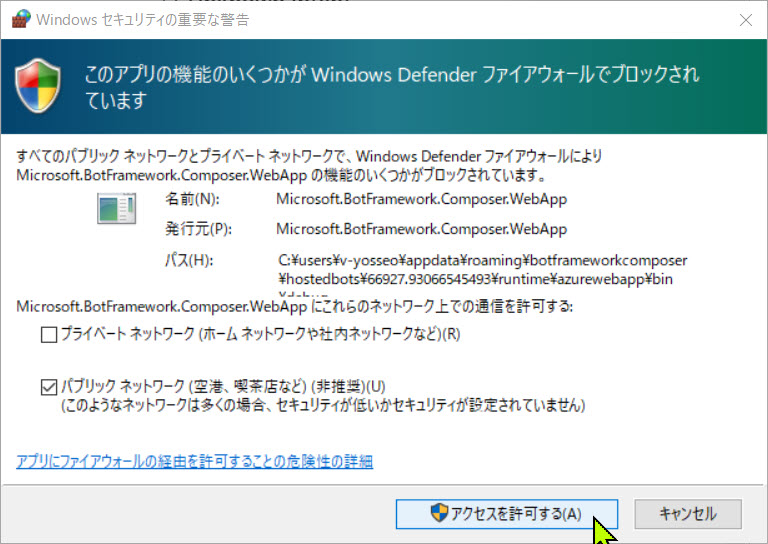 Windows セキュリティの重要な警告
このアプリの機能のいくつかが Windows Defender ファイアウォールでブロックされ
ています
すべてのパブリック ネットワークとプライベート ネットワークで、Windows Defender ファイアウォールにより
Microsoft.BotFramework.Composer.WebApp の機能のいくつかがブロックされています。
名前(N): Microsoft.BotFramework.Composer.WebApp
発行元(P): Microsoft.BotFramework.Composer.WebApp
パス(H): C:¥users¥v-yosseo¥appdata¥roaming¥botframeworkcomposer
¥hostedbots¥66927.93066545493¥runtime¥azurewebapp¥bin
Microsoft.BotFramework.Composer.WebApp にこれらのネットワーク上での通信を許可する:
プライベート ネットワーク (ホーム ネットワークや社内ネットワークなど)(R)
パブリック ネットワーク (空港、喫茶店など) (非推奨)(U)
(このようなネットワークは多くの場合、セキュリティが低いかセキュリティが設定されていません)
アプリにファイアウォールの経由を許可することの危険性の詳細
アクセスを許可する(A) キャンセル